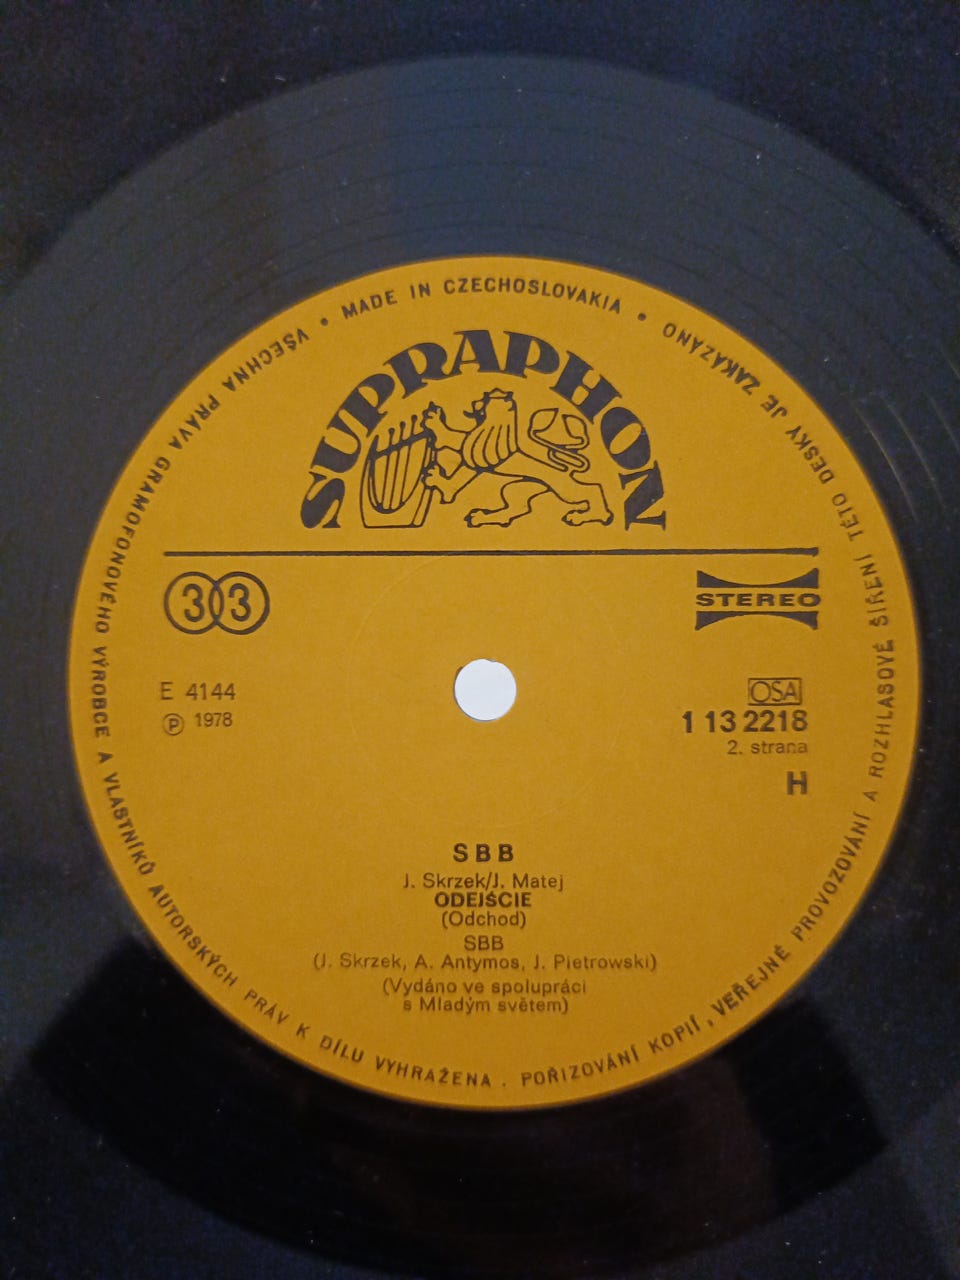 MADE IN CZECHOSLOVAKIA •
VŠECHNA PRÁVA GRAMOFONOVÉHO VÝROBCE A VLASTNÍKŮ AUTORSKÝCH PRÁV K DÍLU VYHRAŽENA . POŘIZOVÁNÍ KOPIÍ, VEŘEJNÉ PROVOZOVÁNÍ A ROZHLASOVÉ ŠÍŘENÍ TÉTO DESKY JE ZAKÁZÁNO •
SUPRAPHON
33
STEREO
E 4144
Ⓟ 1978
OSA
1 13 2218
2. strana
H
SBB
J. Skrzek/J. Matej
ODEJŚCIE
(Odchod)
SBB
(J. Skrzek, A. Antymos, J. Pietrowski)
(Vydáno ve spolupráci
s Mladým světem)